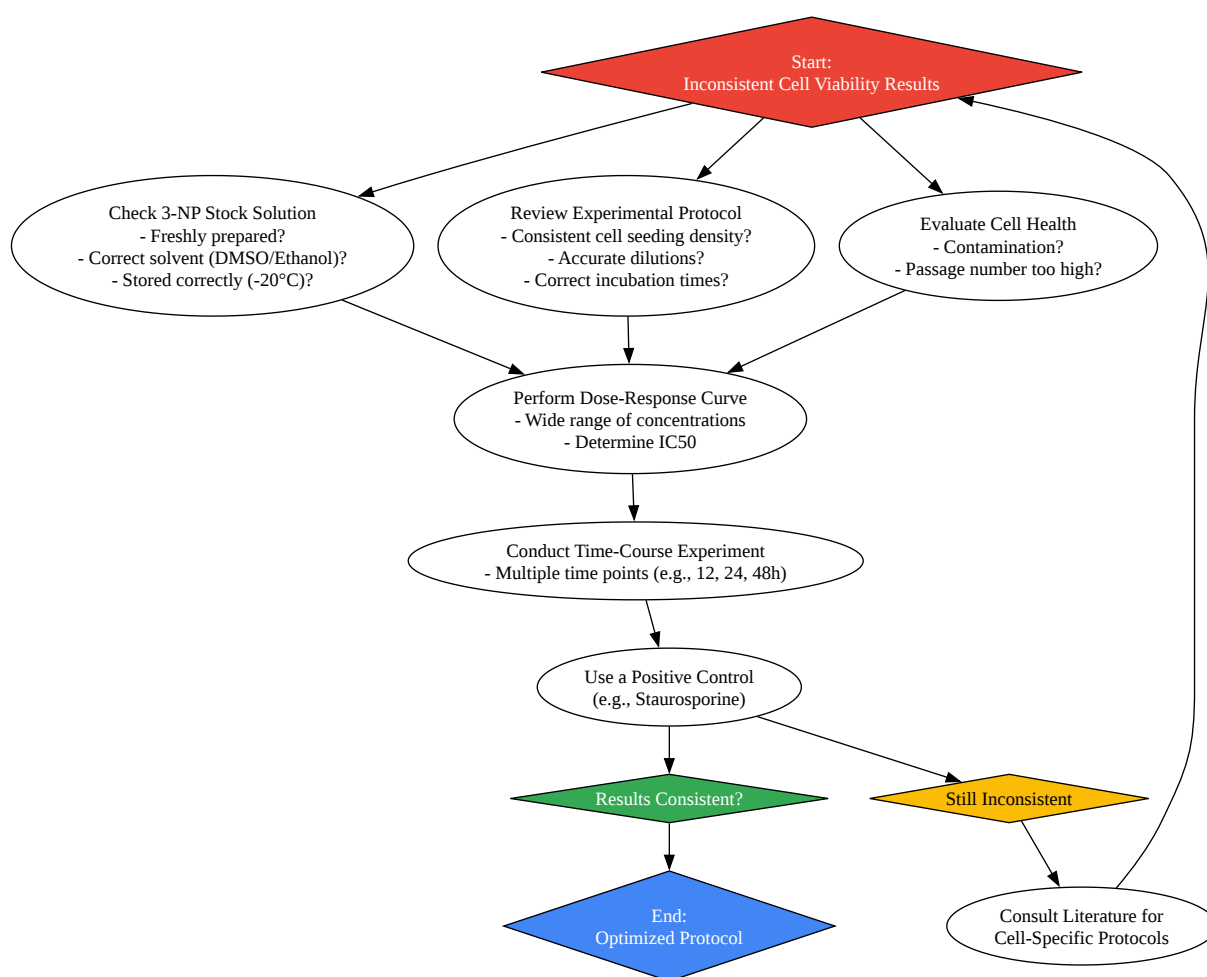 Start:
Inconsistent Cell Viability Results
Check 3-NP Stock Solution
- Freshly prepared?
- Correct solvent (DMSO/Ethanol)?
- Stored correctly (-20°C)?
Review Experimental Protocol
- Consistent cell seeding density?
- Accurate dilutions?
- Correct incubation times?
Evaluate Cell Health
- Contamination?
- Passage number too high?
Perform Dose-Response Curve
- Wide range of concentrations
- Determine IC50
Conduct Time-Course Experiment
- Multiple time points (e.g., 12, 24, 48h)
Use a Positive Control
(e.g., Staurosporine)
Results Consistent?
Still Inconsistent
End:
Optimized Protocol
Consult Literature for
Cell-Specific Protocols